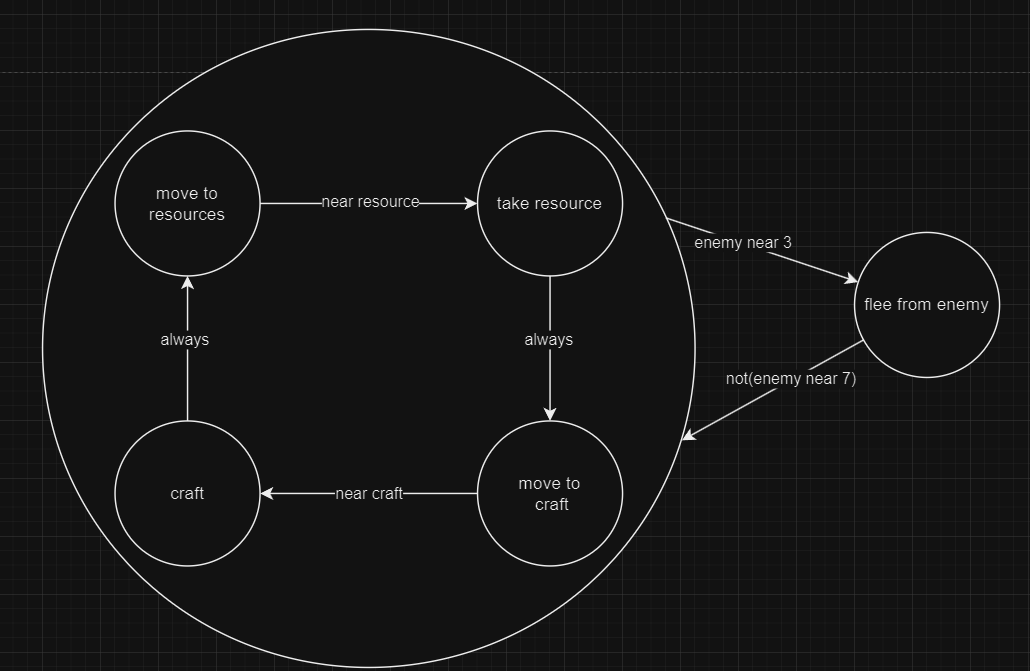 move to
resources
near resource
take resource
enemy near 3
flee from enemy
always
always
not(enemy near 7)
craft
near craft
move to
craft